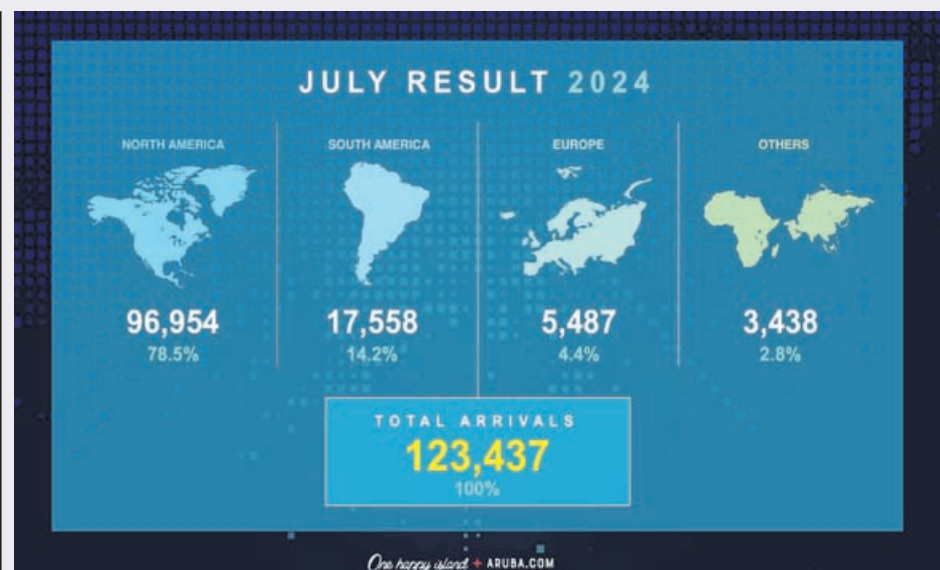 JULY RESULT 2024
NORTH AMERICA
96,954
78.5%
SOUTH AMERICA
17,558
14.2%
EUROPE
5,487
4.4%
OTHERS
3,438
2.8%
TOTAL ARRIVALS
123,437
100%
One happy island ARUBA.COM